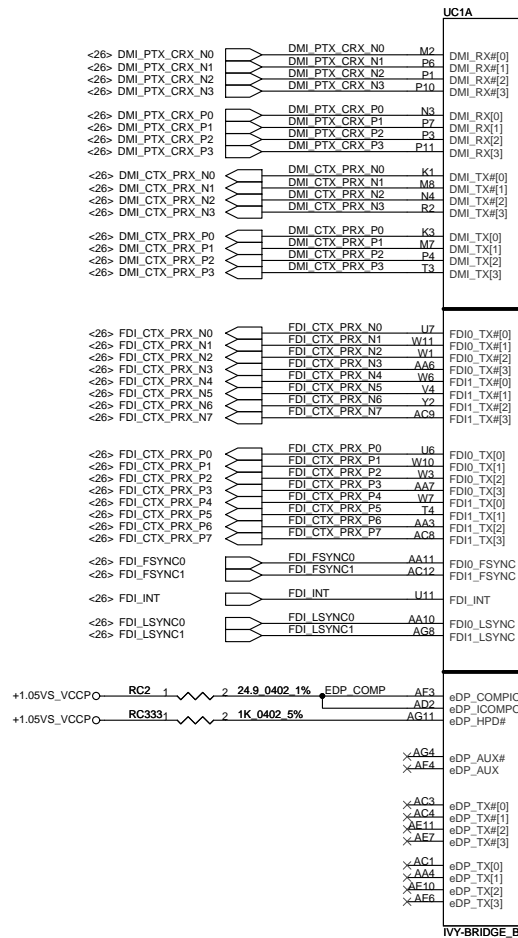 UC1A
<26> DMI_PTX_CRX_N0 DMI_PTX_CRX_N0 M2 DMI_RX#[0]
<26> DMI_PTX_CRX_N1 DMI_PTX_CRX_N1 P6 DMI_RX#[1]
<26> DMI_PTX_CRX_N2 DMI_PTX_CRX_N2 P1 DMI_RX#[2]
<26> DMI_PTX_CRX_N3 DMI_PTX_CRX_N3 P10 DMI_RX#[3]
<26> DMI_PTX_CRX_P0 DMI_PTX_CRX_P0 N3 DMI_RX[0]
<26> DMI_PTX_CRX_P1 DMI_PTX_CRX_P1 P7 DMI_RX[1]
<26> DMI_PTX_CRX_P2 DMI_PTX_CRX_P2 P3 DMI_RX[2]
<26> DMI_PTX_CRX_P3 DMI_PTX_CRX_P3 P11 DMI_RX[3]
<26> DMI_CTX_PRX_N0 DMI_CTX_PRX_N0 K1 DMI_TX#[0]
<26> DMI_CTX_PRX_N1 DMI_CTX_PRX_N1 M8 DMI_TX#[1]
<26> DMI_CTX_PRX_N2 DMI_CTX_PRX_N2 N4 DMI_TX#[2]
<26> DMI_CTX_PRX_N3 DMI_CTX_PRX_N3 R2 DMI_TX#[3]
<26> DMI_CTX_PRX_P0 DMI_CTX_PRX_P0 K3 DMI_TX[0]
<26> DMI_CTX_PRX_P1 DMI_CTX_PRX_P1 M7 DMI_TX[1]
<26> DMI_CTX_PRX_P2 DMI_CTX_PRX_P2 P4 DMI_TX[2]
<26> DMI_CTX_PRX_P3 DMI_CTX_PRX_P3 T3 DMI_TX[3]
<26> FDI_CTX_PRX_N0 FDI_CTX_PRX_N0 U7 FDI0_TX#[0]
<26> FDI_CTX_PRX_N1 FDI_CTX_PRX_N1 W11 FDI0_TX#[1]
<26> FDI_CTX_PRX_N2 FDI_CTX_PRX_N2 W1 FDI0_TX#[2]
<26> FDI_CTX_PRX_N3 FDI_CTX_PRX_N3 AA6 FDI0_TX#[3]
<26> FDI_CTX_PRX_N4 FDI_CTX_PRX_N4 W6 FDI1_TX#[0]
<26> FDI_CTX_PRX_N5 FDI_CTX_PRX_N5 V4 FDI1_TX#[1]
<26> FDI_CTX_PRX_N6 FDI_CTX_PRX_N6 Y2 FDI1_TX#[2]
<26> FDI_CTX_PRX_N7 FDI_CTX_PRX_N7 AC9 FDI1_TX#[3]
<26> FDI_CTX_PRX_P0 FDI_CTX_PRX_P0 U6 FDI0_TX[0]
<26> FDI_CTX_PRX_P1 FDI_CTX_PRX_P1 W10 FDI0_TX[1]
<26> FDI_CTX_PRX_P2 FDI_CTX_PRX_P2 W3 FDI0_TX[2]
<26> FDI_CTX_PRX_P3 FDI_CTX_PRX_P3 AA7 FDI0_TX[3]
<26> FDI_CTX_PRX_P4 FDI_CTX_PRX_P4 W7 FDI1_TX[0]
<26> FDI_CTX_PRX_P5 FDI_CTX_PRX_P5 T4 FDI1_TX[1]
<26> FDI_CTX_PRX_P6 FDI_CTX_PRX_P6 AA3 FDI1_TX[2]
<26> FDI_CTX_PRX_P7 FDI_CTX_PRX_P7 AC8 FDI1_TX[3]
<26> FDI_FSYNC0 FDI_FSYNC0 AA11 FDI0_FSYNC
<26> FDI_FSYNC1 FDI_FSYNC1 AC12 FDI1_FSYNC
<26> FDI_INT FDI_INT U11 FDI_INT
<26> FDI_LSYNC0 FDI_LSYNC0 AA10 FDI0_LSYNC
<26> FDI_LSYNC1 FDI_LSYNC1 AG8 FDI1_LSYNC
+1.05VS_VCCP RC2 1 2 24.9_0402_1% EDP_COMP AF3 eDP_COMPIO
AD2 eDP_ICOMPO
+1.05VS_VCCP RC333 1 2 1K_0402_5% AG11 eDP_HPD#
AG4 eDP_AUX#
AF4 eDP_AUX
AC3 eDP_TX#[0]
AC4 eDP_TX#[1]
AE11 eDP_TX#[2]
AE7 eDP_TX#[3]
AC1 eDP_TX[0]
AA4 eDP_TX[1]
AE10 eDP_TX[2]
AE6 eDP_TX[3]
IVY-BRIDGE_B